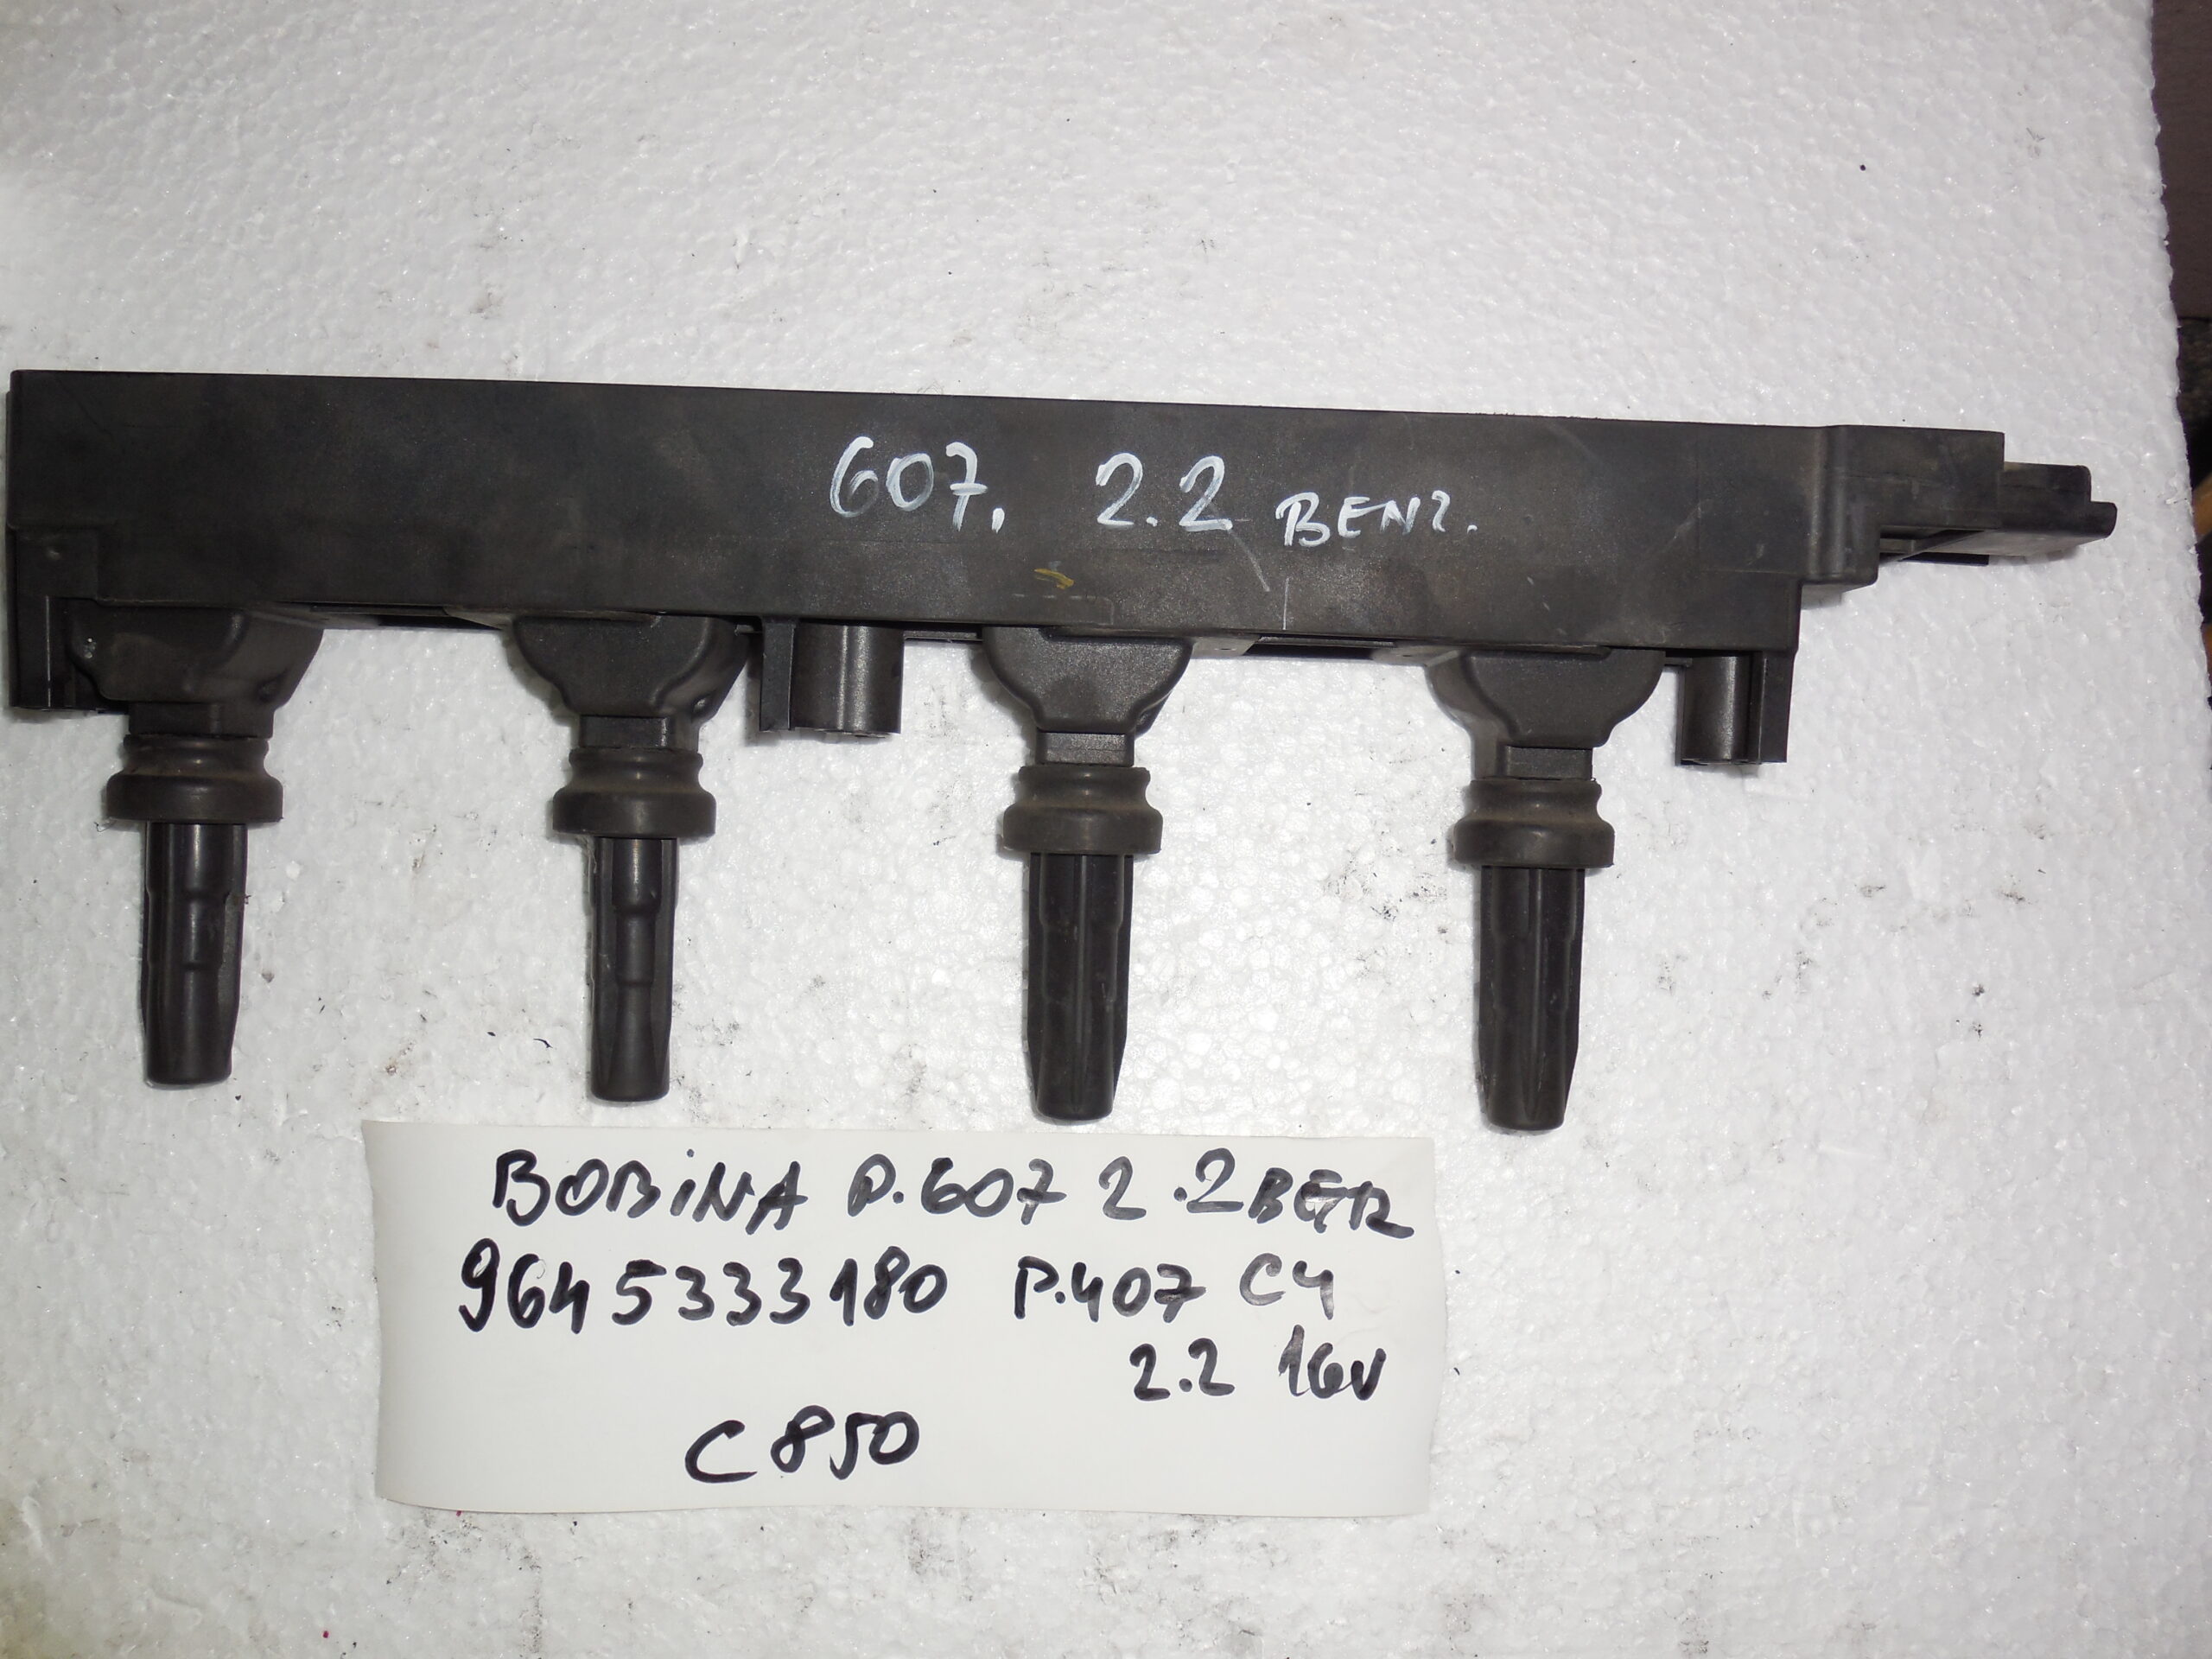 607. 2.2 BENZ.
BOBiNA P.607 2.2 BER
9645333180 P.407 C4
2.2 16V
C850